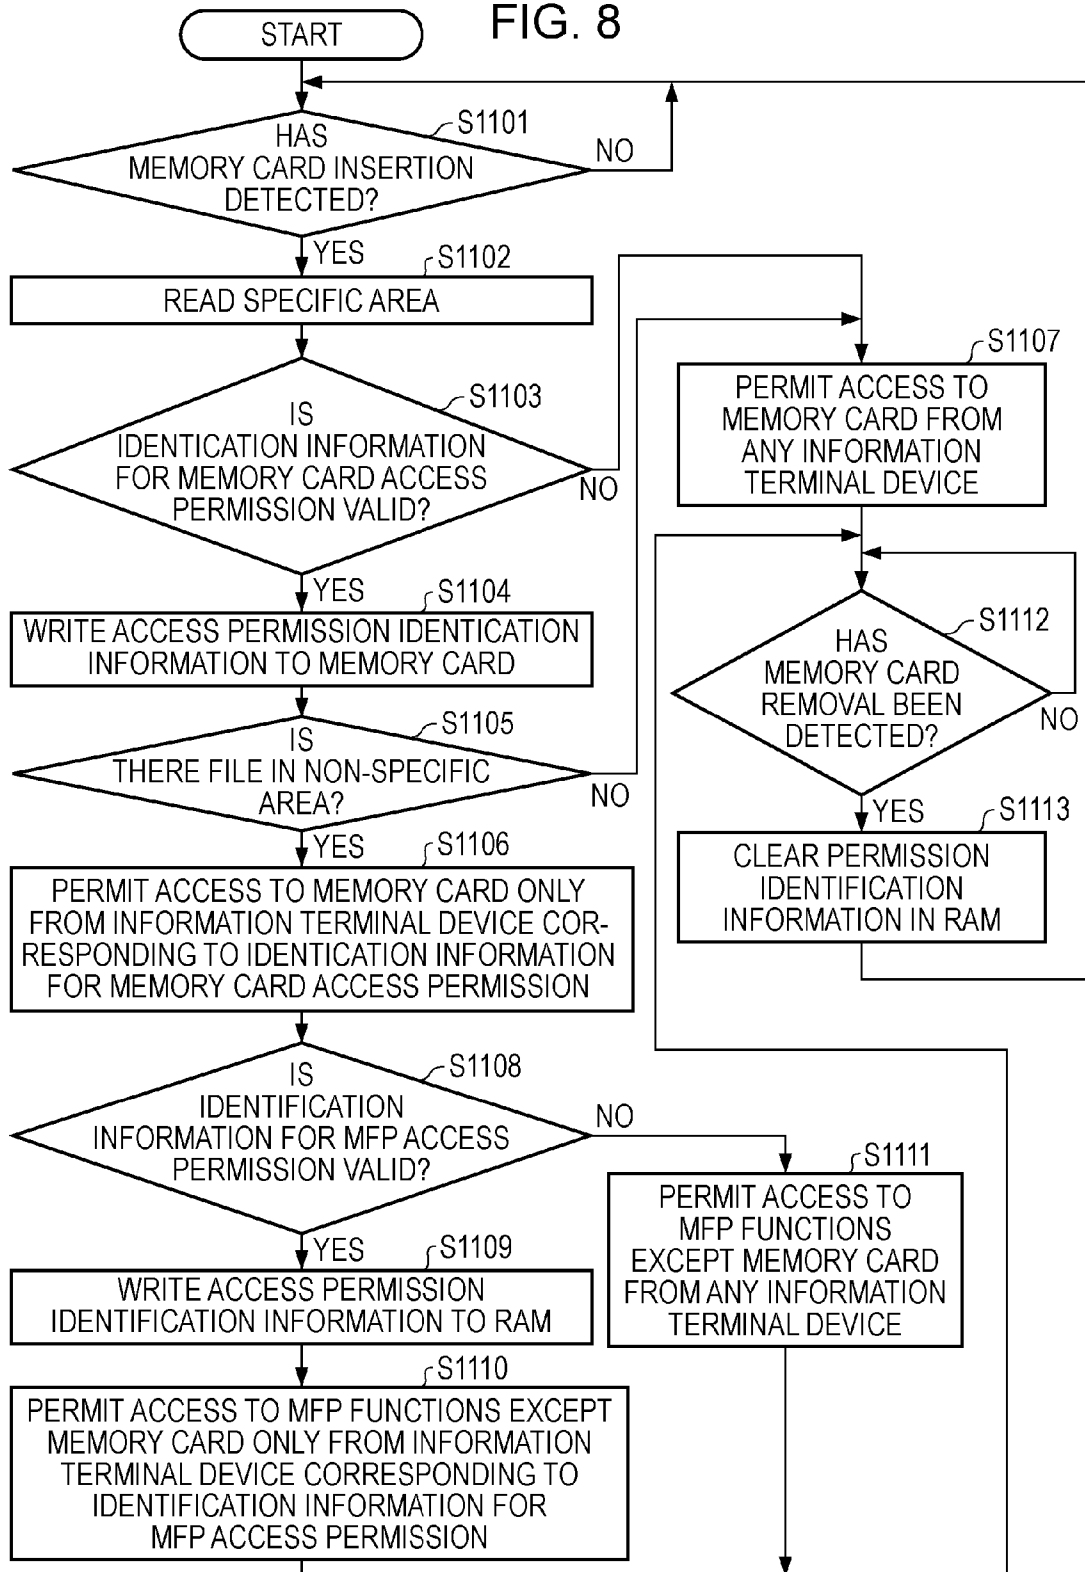 FIG. 8
START
S1101
HAS
MEMORY CARD INSERTION
DETECTED?
NO
YES
S1102
READ SPECIFIC AREA
S1103
IS
IDENTICATION INFORMATION
FOR MEMORY CARD ACCESS
PERMISSION VALID?
NO
YES
S1104
WRITE ACCESS PERMISSION IDENTICATION
INFORMATION TO MEMORY CARD
S1105
IS
THERE FILE IN NON-SPECIFIC
AREA?
NO
YES
S1106
PERMIT ACCESS TO MEMORY CARD ONLY
FROM INFORMATION TERMINAL DEVICE COR-
RESPONDING TO IDENTICATION INFORMATION
FOR MEMORY CARD ACCESS PERMISSION
S1107
PERMIT ACCESS TO
MEMORY CARD FROM
ANY INFORMATION
TERMINAL DEVICE
S1112
HAS
MEMORY CARD
REMOVAL BEEN
DETECTED?
NO
YES
S1113
CLEAR PERMISSION
IDENTIFICATION
INFORMATION IN RAM
S1108
IS
IDENTIFICATION
INFORMATION FOR MFP ACCESS
PERMISSION VALID?
NO
YES
S1109
WRITE ACCESS PERMISSION
IDENTIFICATION INFORMATION TO RAM
S1110
PERMIT ACCESS TO MFP FUNCTIONS EXCEPT
MEMORY CARD ONLY FROM INFORMATION
TERMINAL DEVICE CORRESPONDING TO
IDENTIFICATION INFORMATION FOR
MFP ACCESS PERMISSION
S1111
PERMIT ACCESS TO
MFP FUNCTIONS
EXCEPT MEMORY CARD
FROM ANY INFORMATION
TERMINAL DEVICE